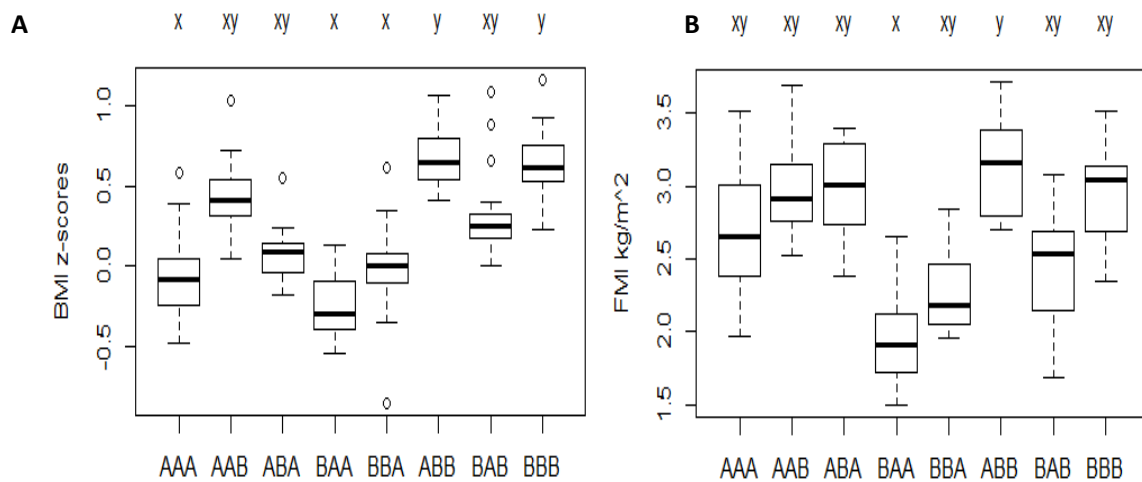 A
x xy xy x x y xy y
BMI z-scores
1.0
0.5
0.0
-0.5
AAA AAB ABA BAA BBA ABB BAB BBB
B
xy xy xy x xy y xy xy
FMI kg/m^2
3.5
3.0
2.5
2.0
1.5
AAA AAB ABA BAA BBA ABB BAB BBB